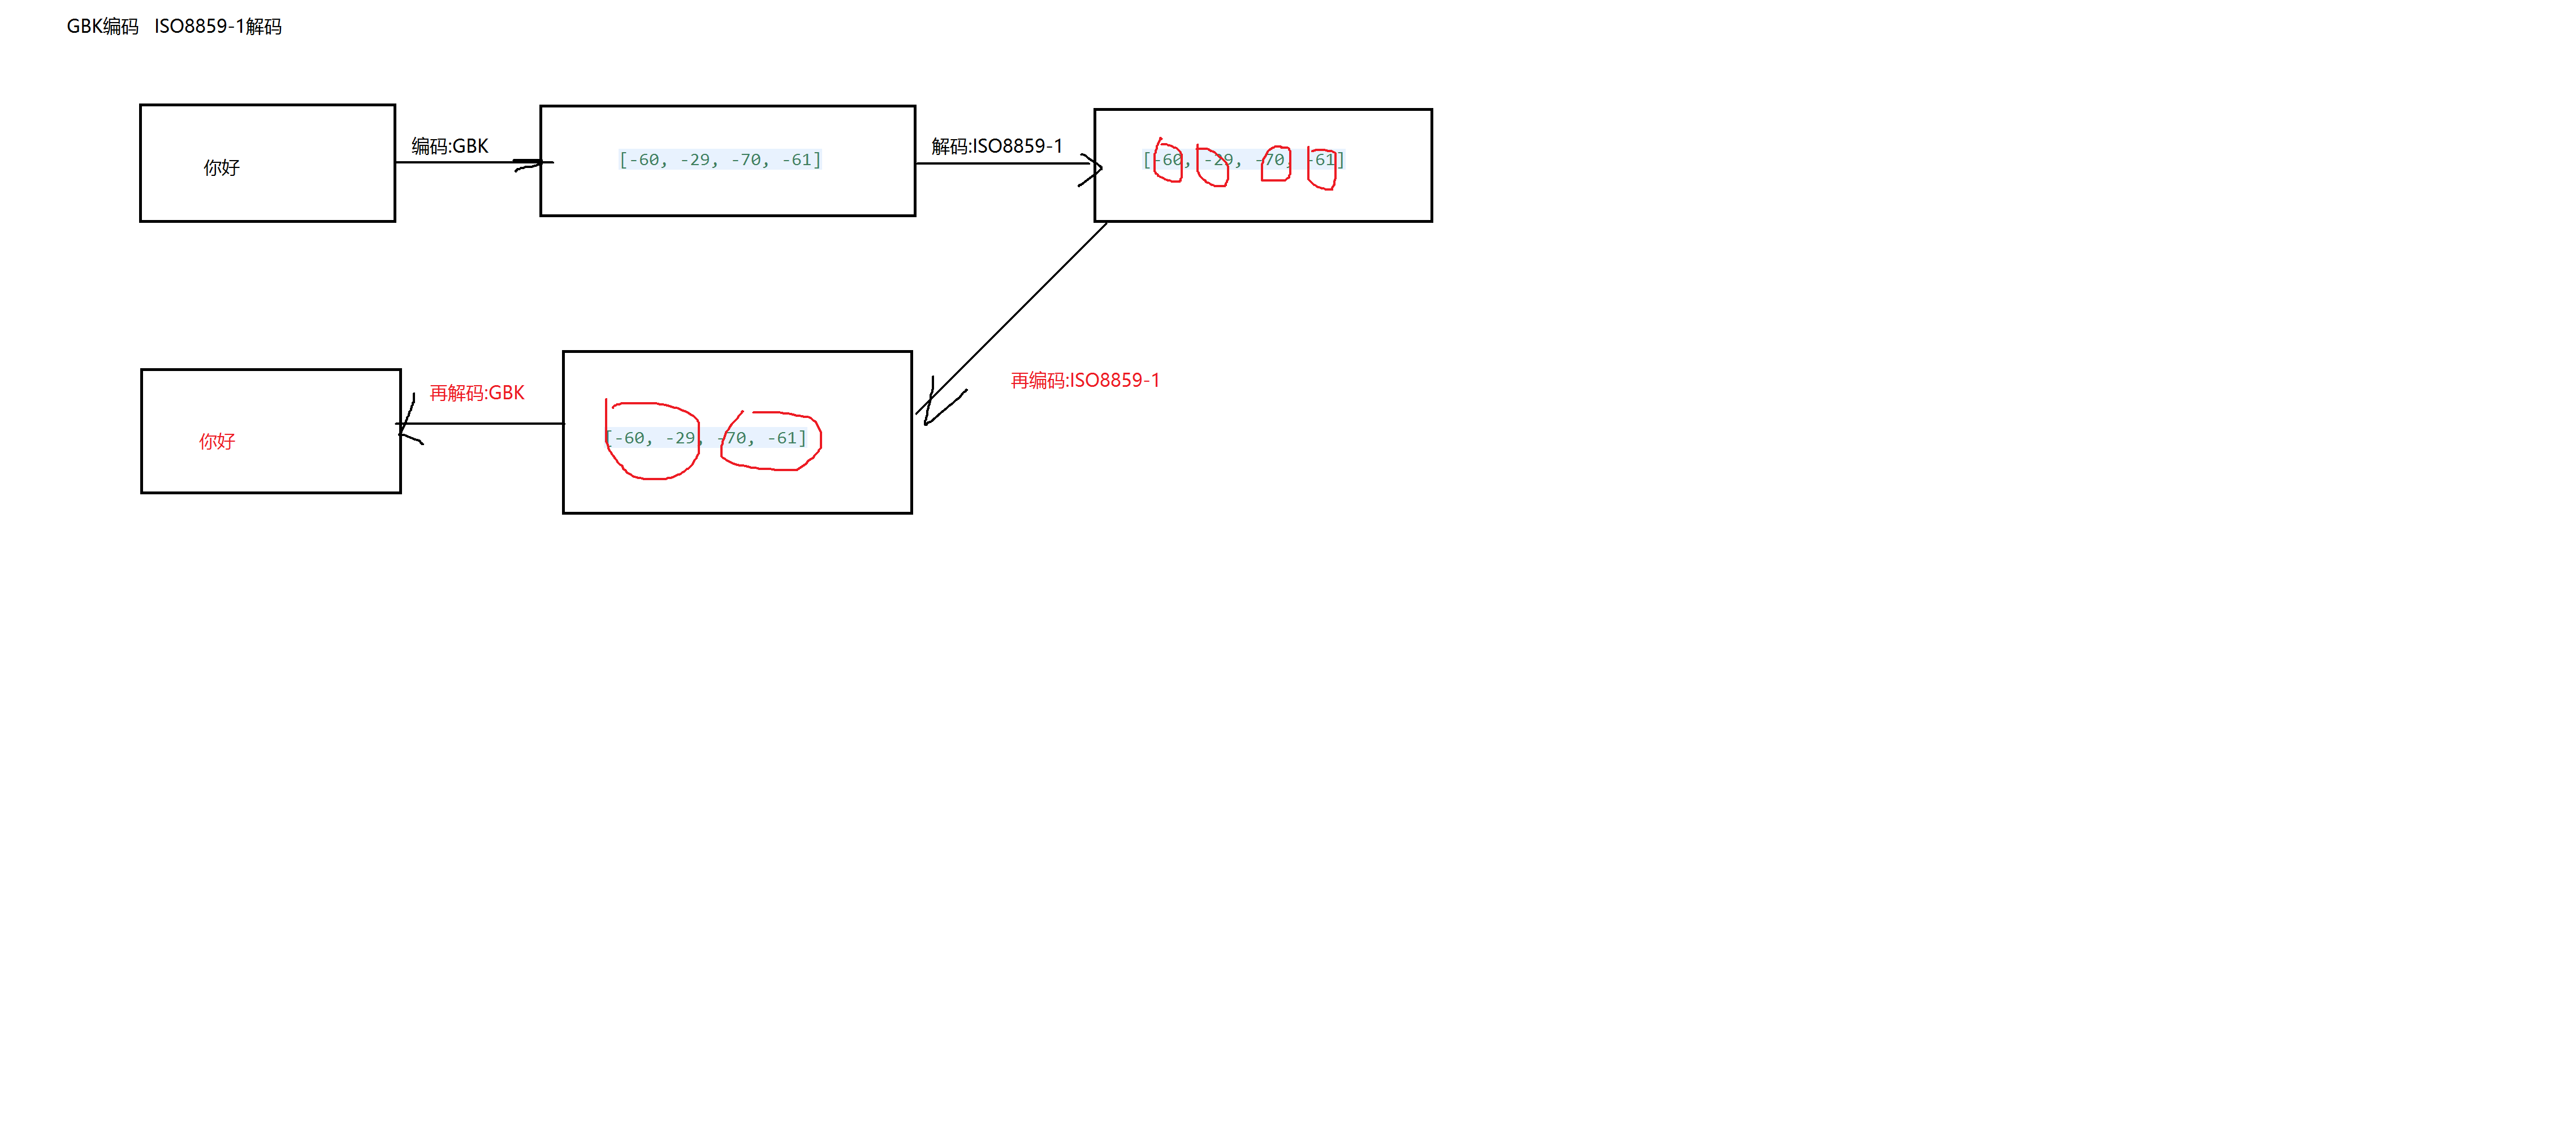 GBK编码 ISO8859-1解码
你好
编码:GBK
[-60, -29, -70, -61]
解码:ISO8859-1
[-60, -29, -70, -61]
再编码:ISO8859-1
[-60, -29, -70, -61]
再解码:GBK
你好